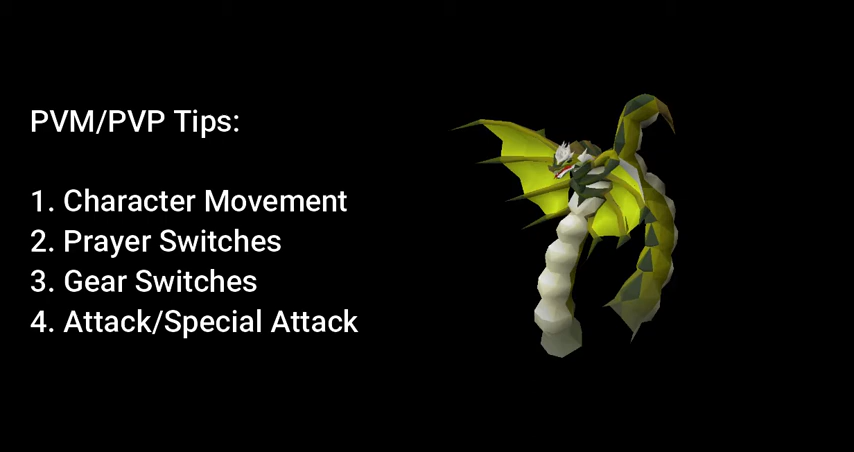 PVM/PVP Tips:
1. Character Movement
2. Prayer Switches
3. Gear Switches
4. Attack/Special Attack